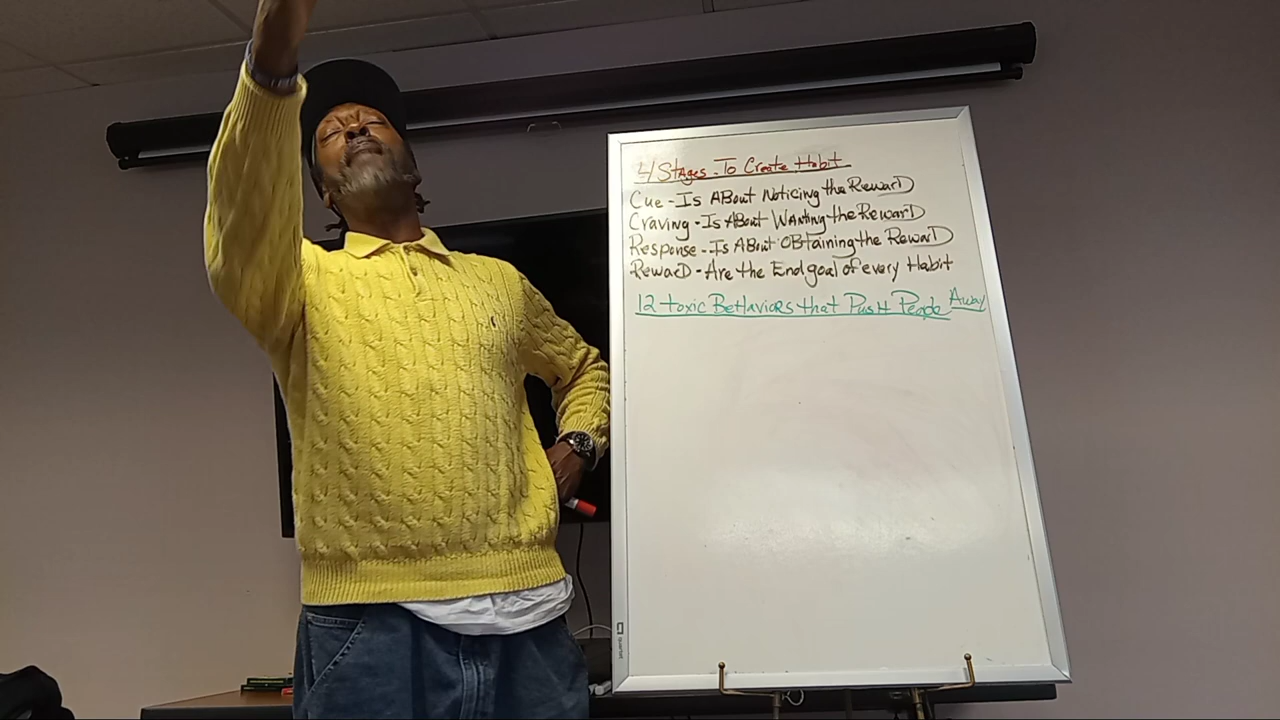 4 Stages - To Create Habit
Cue - Is ABout Noticing the RewarD
Craving - Is ABout Wanting the RewarD
Response - Is ABout OBtaining the RewarD
RewarD - Are the End goal of every Habit
12 toxic Behaviors that Push People Away